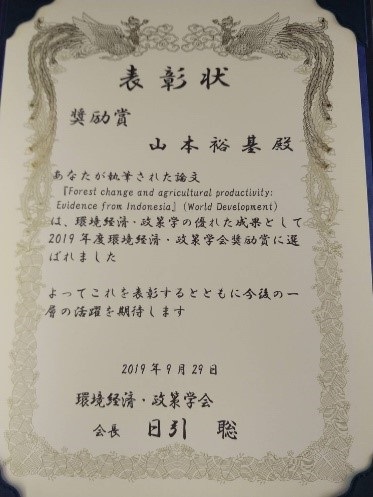 表彰状
奨励賞
山本裕基殿
あなたが執筆された論文
『Forest change and agricultural productivity:
Evidence from Indonesia』(World Development)
は、環境経済・政策学の優れた成果として
2019年度環境経済・政策学会奨励賞に選
ばれました
よってこれを表彰するとともに今後の一
層の活躍を期待します
2019年9月29日
環境経済・政策学会
会長 日引 聡